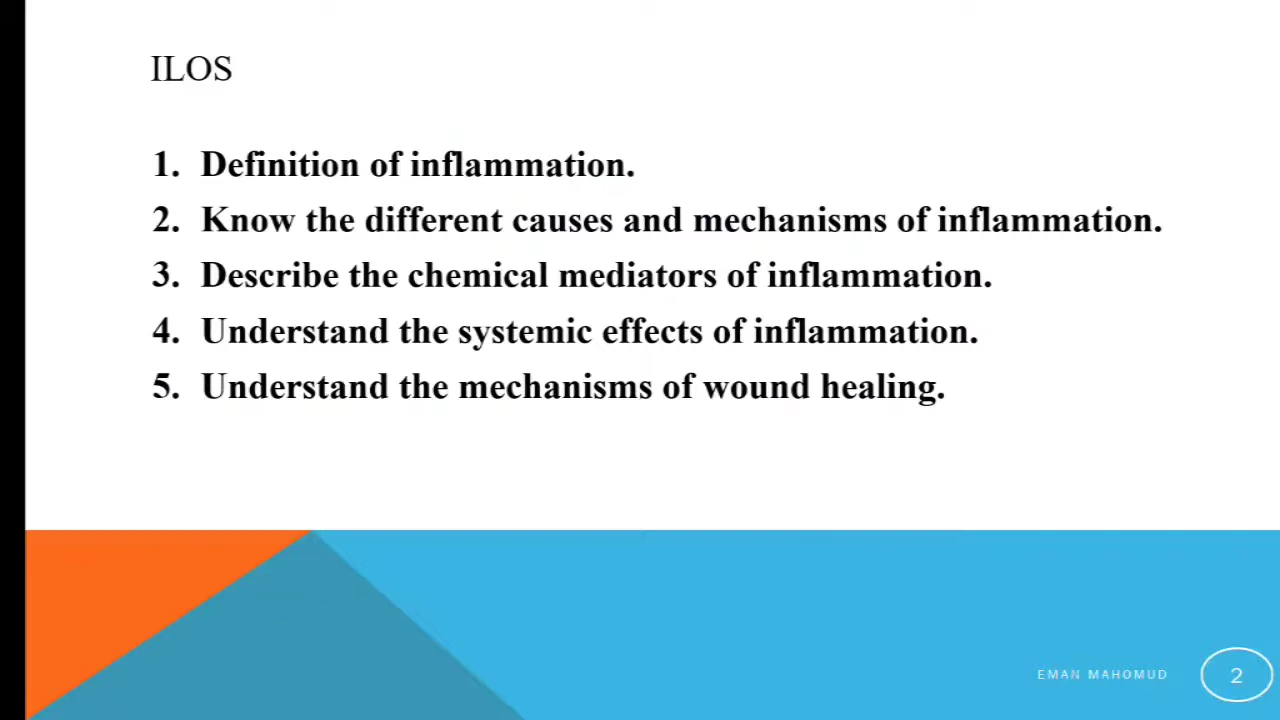 ILOS
1. Definition of inflammation.
2. Know the different causes and mechanisms of inflammation.
3. Describe the chemical mediators of inflammation.
4. Understand the systemic effects of inflammation.
5. Understand the mechanisms of wound healing.
EMAN MAHOMUD
2